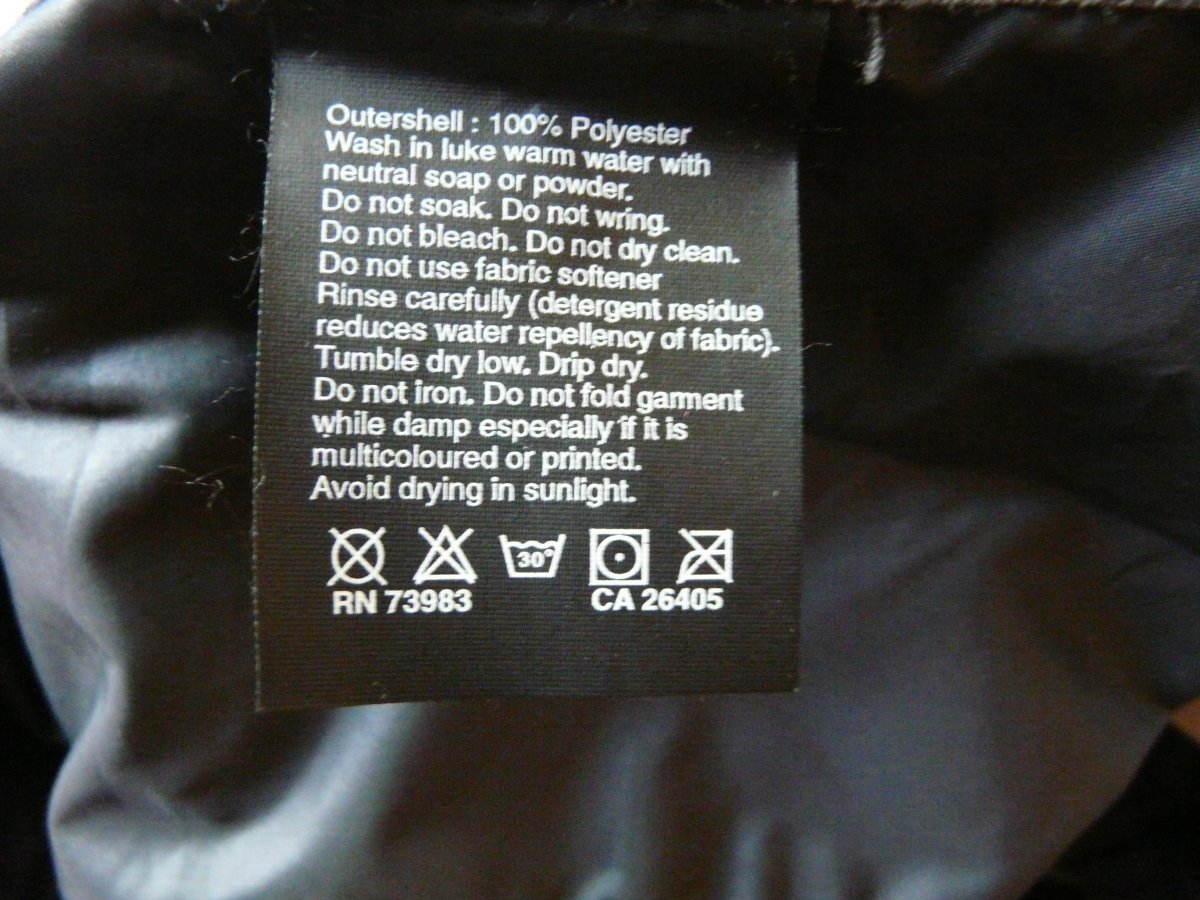 Outershell : 100% Polyester
Wash in luke warm water with
neutral soap or powder.
Do not soak. Do not wring.
Do not bleach. Do not dry clean.
Do not use fabric softener
Rinse carefully (detergent residue
reduces water repellency of fabric).
Tumble dry low. Drip dry.
Do not iron. Do not fold garment
while damp especially if it is
multicoloured or printed.
Avoid drying in sunlight.
30°
RN 73983 CA 26405